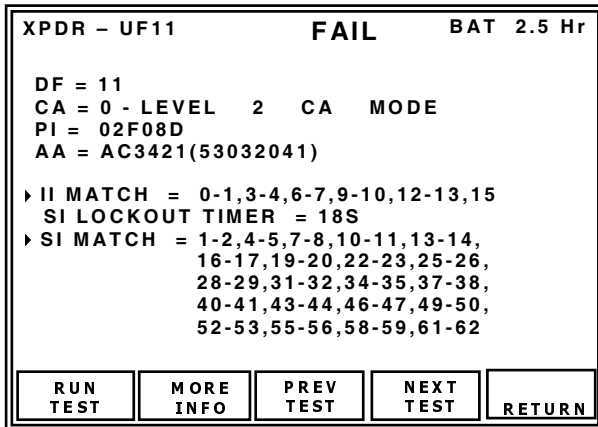 XPDR – UF11 FAIL BAT 2.5 Hr
DF = 11
CA = 0 - LEVEL 2 CA MODE
PI = 02F08D
AA = AC3421(53032041)
II MATCH = 0-1,3-4,6-7,9-10,12-13,15
SI LOCKOUT TIMER = 18S
SI MATCH = 1-2,4-5,7-8,10-11,13-14,
16-17,19-20,22-23,25-26,
28-29,31-32,34-35,37-38,
40-41,43-44,46-47,49-50,
52-53,55-56,58-59,61-62
RUN TEST
MORE INFO
PREV TEST
NEXT TEST
RETURN